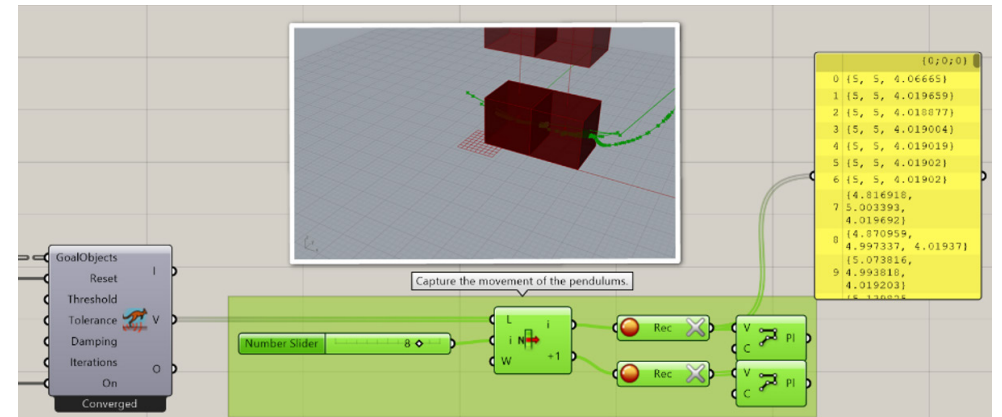 {0;0;0}
0 {5, 5, 4.06665}
1 {5, 5, 4.019659}
2 {5, 5, 4.018877}
3 {5, 5, 4.019004}
4 {5, 5, 4.019019}
5 {5, 5, 4.01902}
6 {5, 5, 4.01902}
{4.816918,
7 5.003393,
4.019692}
{4.870959,
8 4.997337, 4.01937}
{5.073816,
9 4.993818,
4.019203}
GoalObjects
Reset
Threshold
Tolerance
Damping
Iterations
On
I
V
O
Converged
Capture the movement of the pendulums.
Number Slider
8
L
i
W
N
i
+1
Rec
Rec
V
C
Pl
V
C
Pl